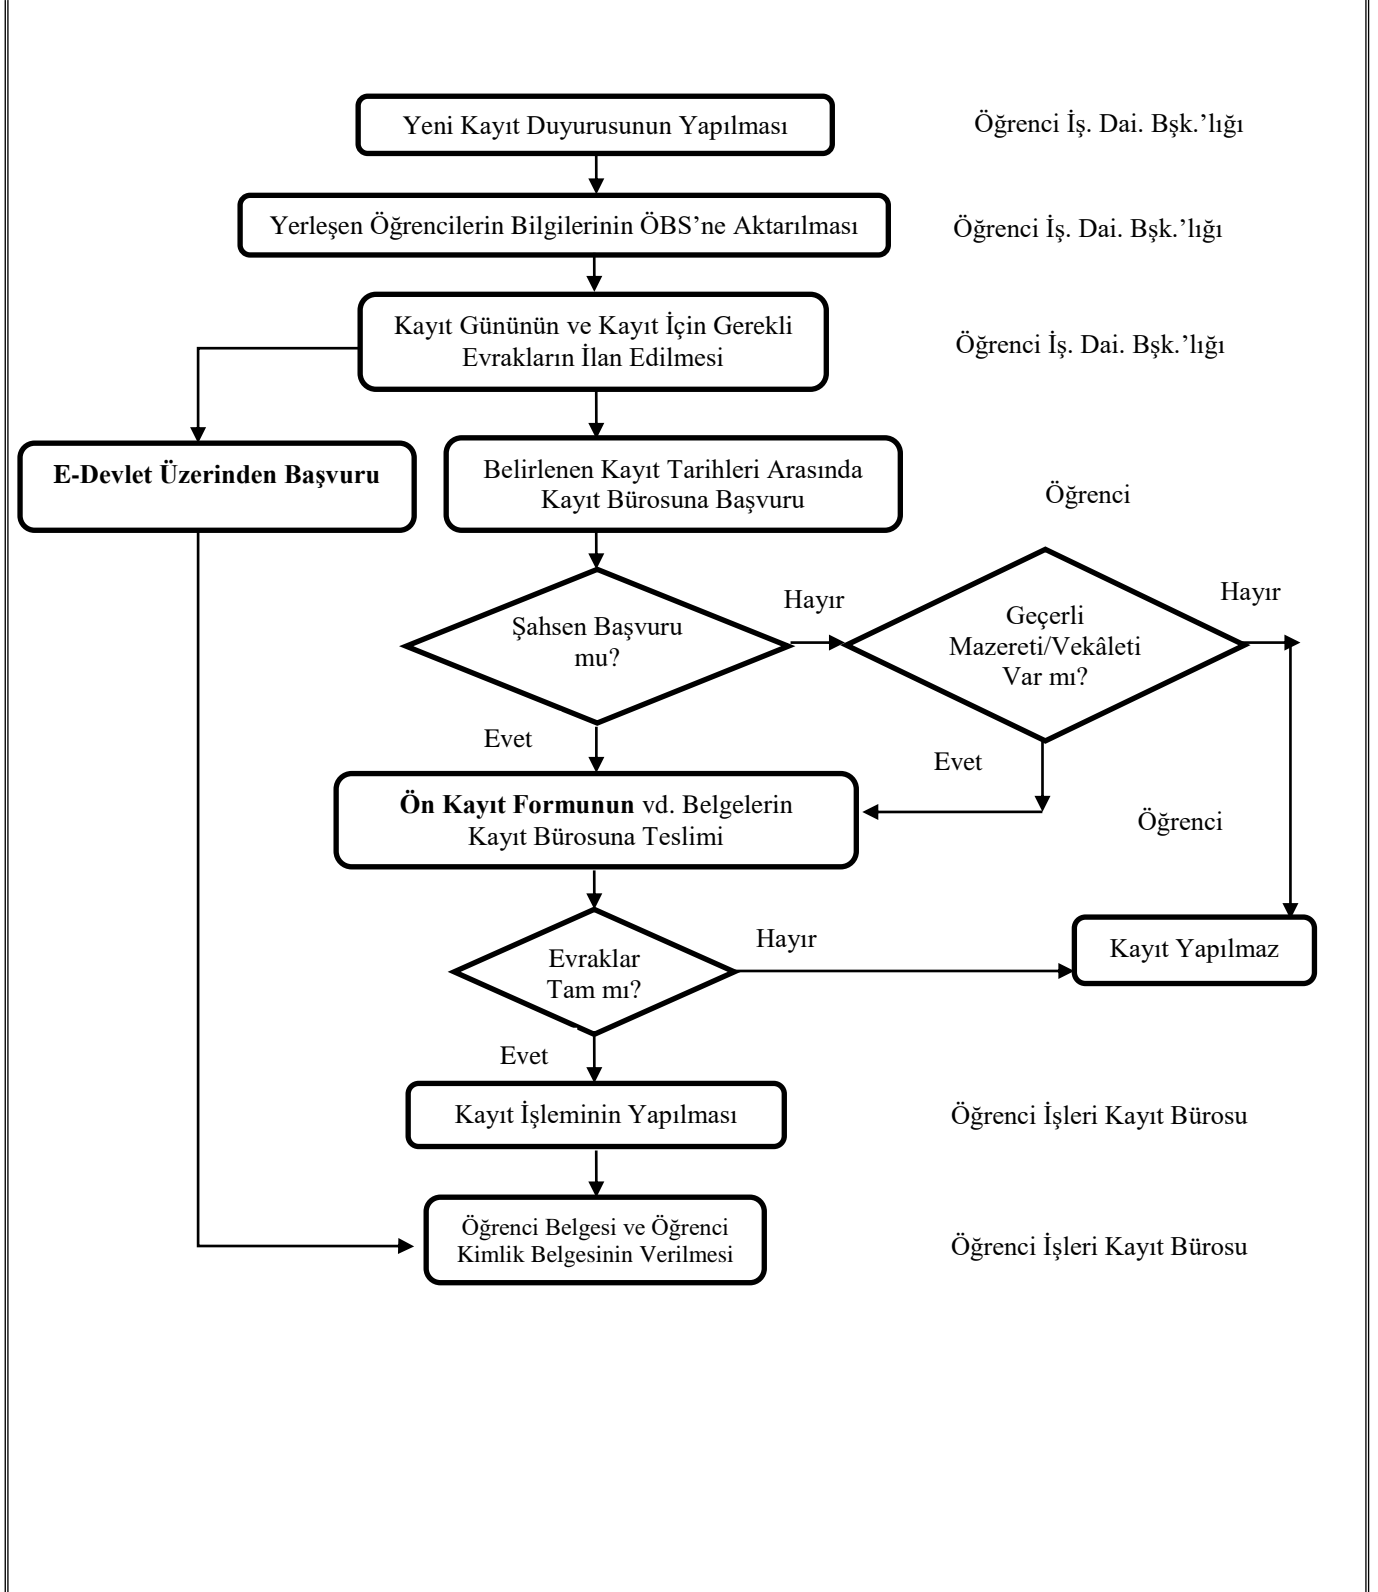 Yeni Kayıt Duyurusunun Yapılması
Öğrenci İş. Dai. Bşk.’lığı
Yerleşen Öğrencilerin Bilgilerinin ÖBS’ne Aktarılması
Öğrenci İş. Dai. Bşk.’lığı
Kayıt Gününün ve Kayıt İçin Gerekli
Evrakların İlan Edilmesi
Öğrenci İş. Dai. Bşk.’lığı
E-Devlet Üzerinden Başvuru
Belirlenen Kayıt Tarihleri Arasında
Kayıt Bürosuna Başvuru
Öğrenci
Şahsen Başvuru
mu?
Hayır
Geçerli
Mazereti/Vekâleti
Var mı?
Hayır
Evet
Evet
Ön Kayıt Formunun vd. Belgelerin
Kayıt Bürosuna Teslimi
Öğrenci
Evraklar
Tam mı?
Hayır
Kayıt Yapılmaz
Evet
Kayıt İşleminin Yapılması
Öğrenci İşleri Kayıt Bürosu
Öğrenci Belgesi ve Öğrenci
Kimlik Belgesinin Verilmesi
Öğrenci İşleri Kayıt Bürosu